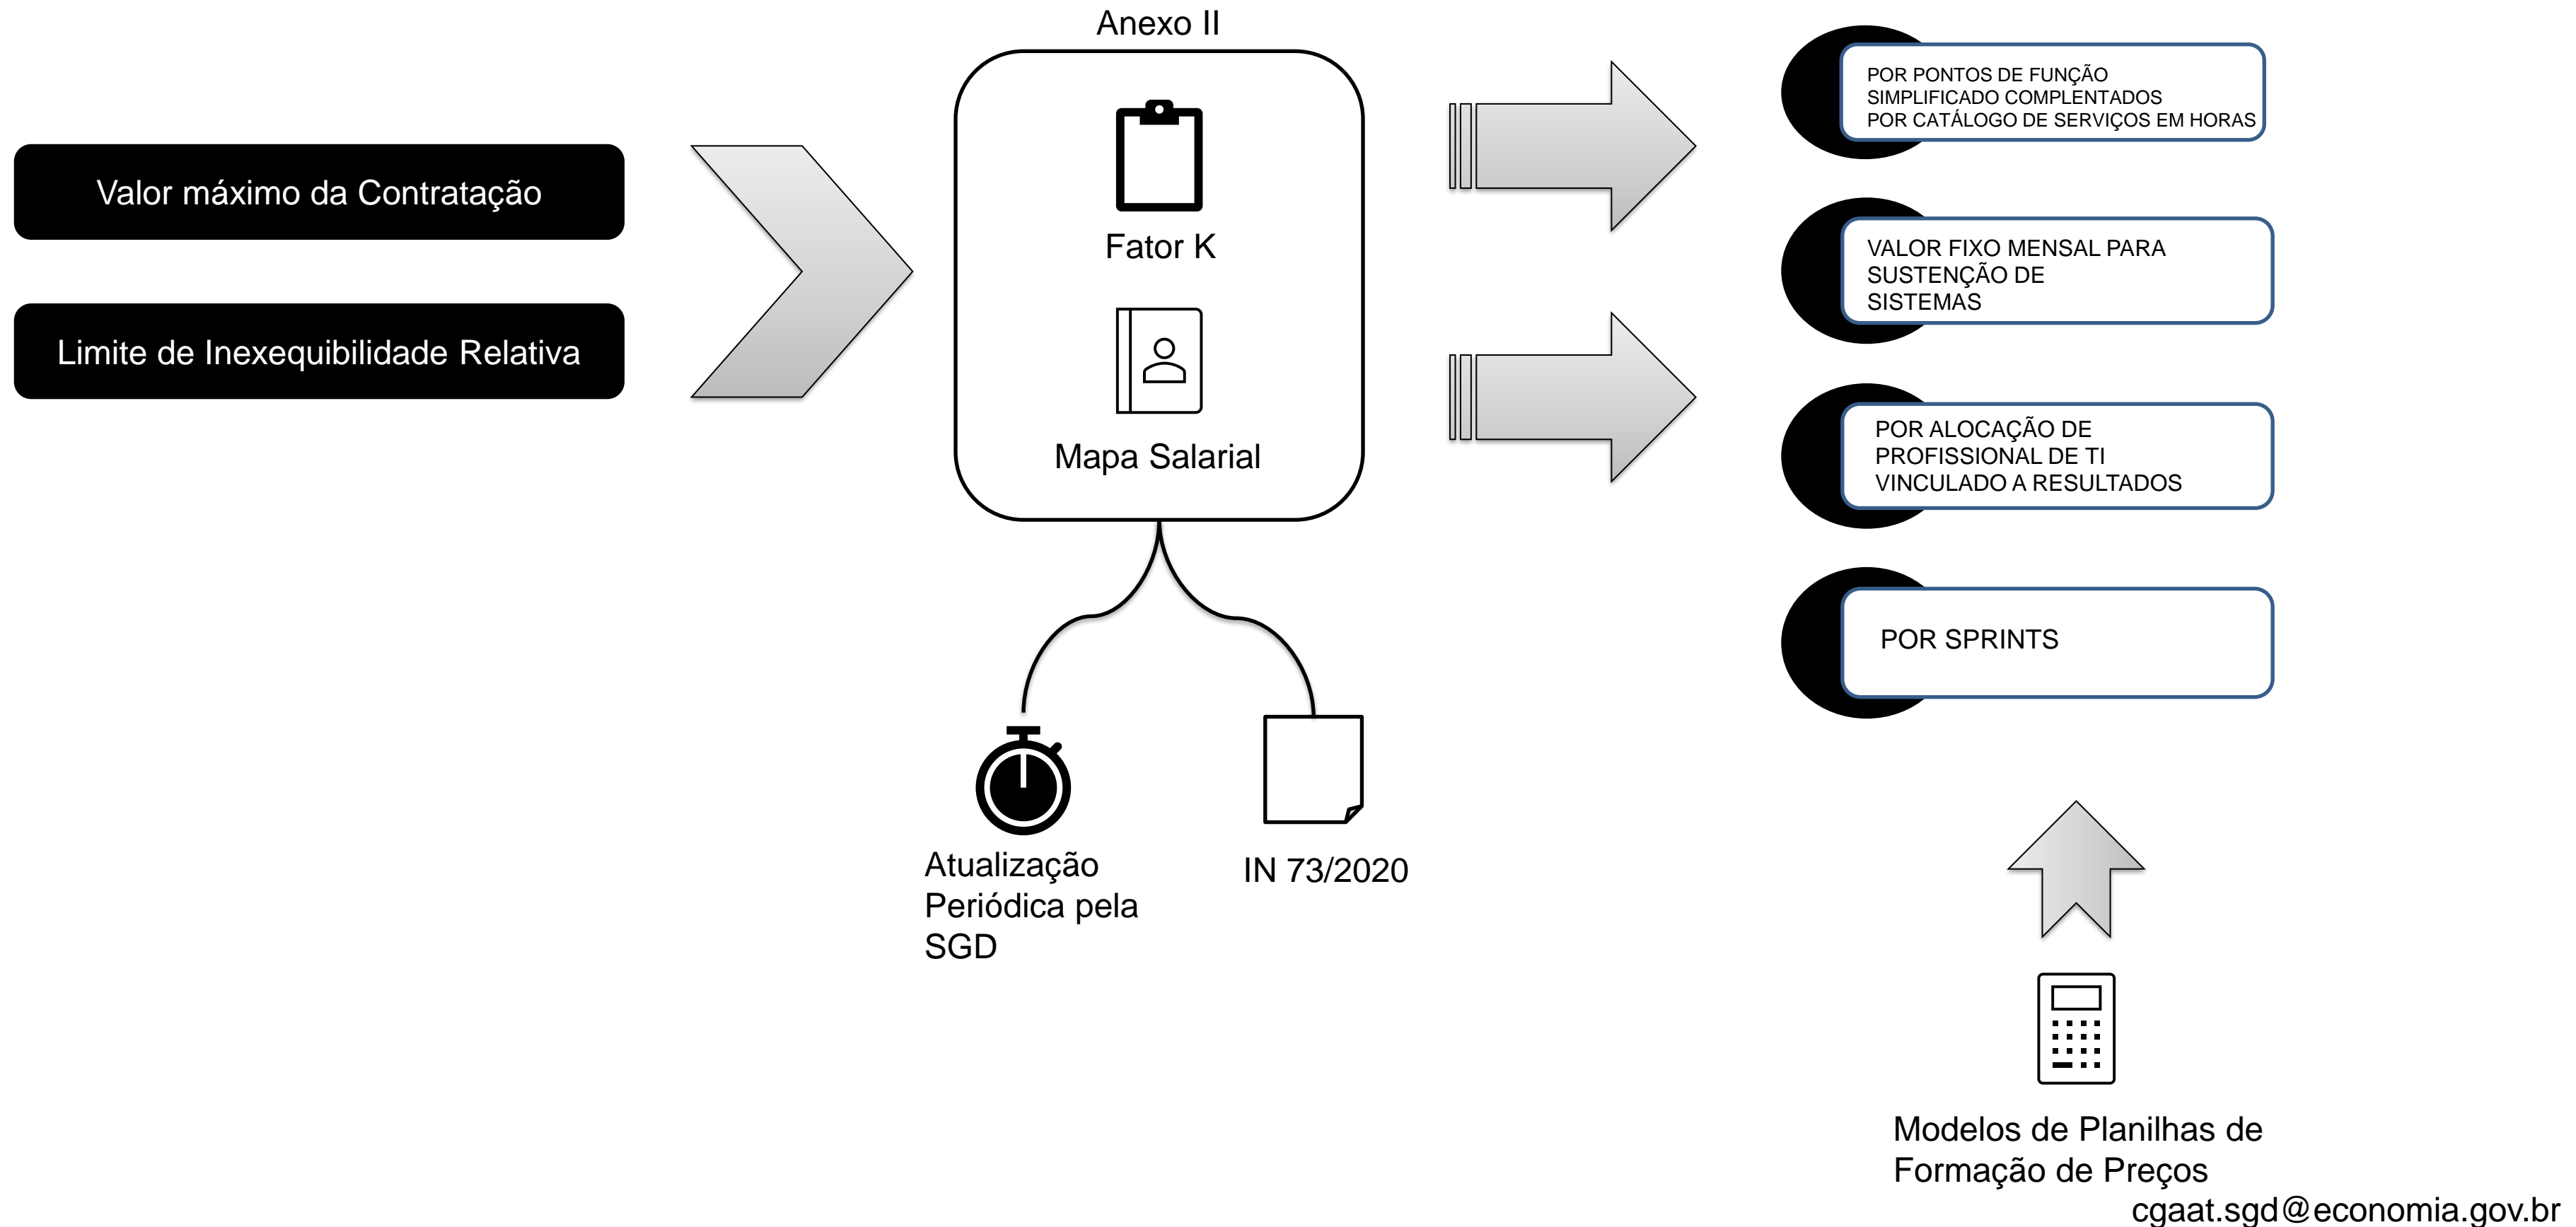 Anexo II
Valor máximo da Contratação
Limite de Inexequibilidade Relativa
Fator K
Mapa Salarial
Atualização
Periódica pela
SGD
IN 73/2020
POR PONTOS DE FUNÇÃO
SIMPLIFICADO COMPLENTADOS
POR CATÁLOGO DE SERVIÇOS EM HORAS
VALOR FIXO MENSAL PARA
SUSTENÇÃO DE
SISTEMAS
POR ALOCAÇÃO DE
PROFISSIONAL DE TI
VINCULADO A RESULTADOS
POR SPRINTS
Modelos de Planilhas de
Formação de Preços
cgaat.sgd@economia.gov.br